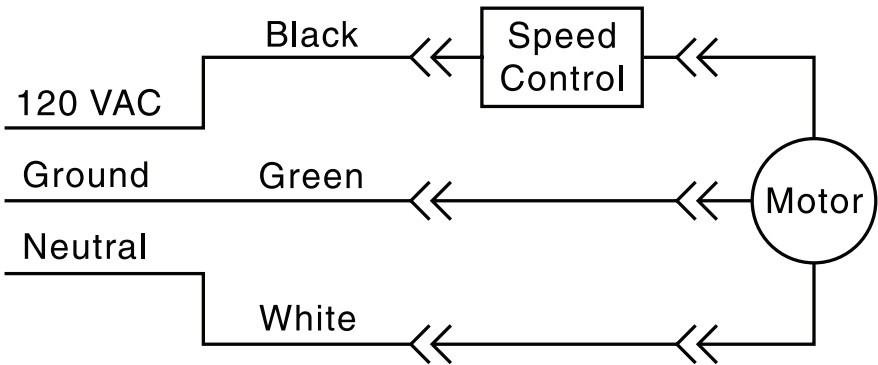 Black
Speed
Control
120 VAC
Ground
Green
Motor
Neutral
White